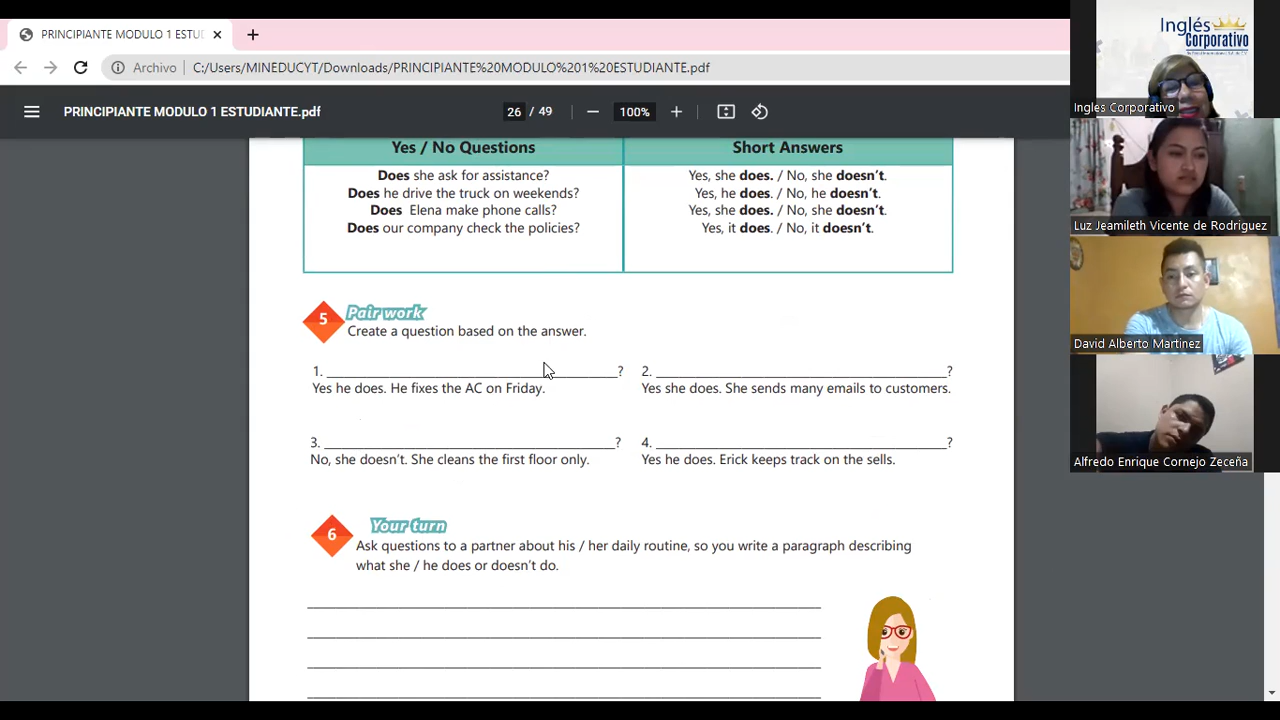 PRINCIPIANTE MODULO 1 ESTU
Archivo
C:/Users/MINEDUCYT/Downloads/PRINCIPIANTE%20MODULO%201%20ESTUDIANTE.pdf
PRINCIPIANTE MODULO 1 ESTUDIANTE.pdf
26 / 49
100%
Yes / No Questions
Short Answers
Does she ask for assistance?
Yes, she does. / No, she doesn't.
Does he drive the truck on weekends?
Yes, he does. / No, he doesn't.
Does Elena make phone calls?
Yes, she does. / No, she doesn't.
Does our company check the policies?
Yes, it does. / No, it doesn't.
5
Pair work
Create a question based on the answer.
1. ?
2. ?
Yes he does. He fixes the AC on Friday.
Yes she does. She sends many emails to customers.
3. ?
4. ?
No, she doesn't. She cleans the first floor only.
Yes he does. Erick keeps track on the sells.
6
Your turn
Ask questions to a partner about his / her daily routine, so you write a paragraph describing
what she / he does or doesn't do.
Inglés
Corporativo
Ingles Corporativo
Luz Jeamileth Vicente de Rodriguez
David Alberto Martinez
Alfredo Enrique Cornejo Zeceña